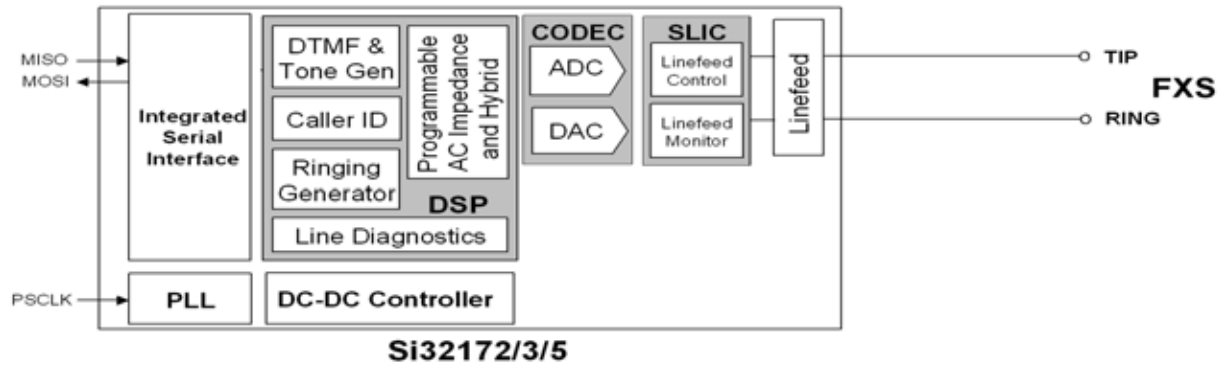 MISO
MOSI
Integrated
Serial
Interface
DTMF &
Tone Gen
Caller ID
Ringing
Generator
Programmable
AC Impedance
and Hybrid
DSP
Line Diagnostics
CODEC
ADC
DAC
SLIC
Linefeed
Control
Linefeed
Monitor
Linefeed
TIP
FXS
RING
PSCLK
PLL
DC-DC Controller
Si32172/3/5